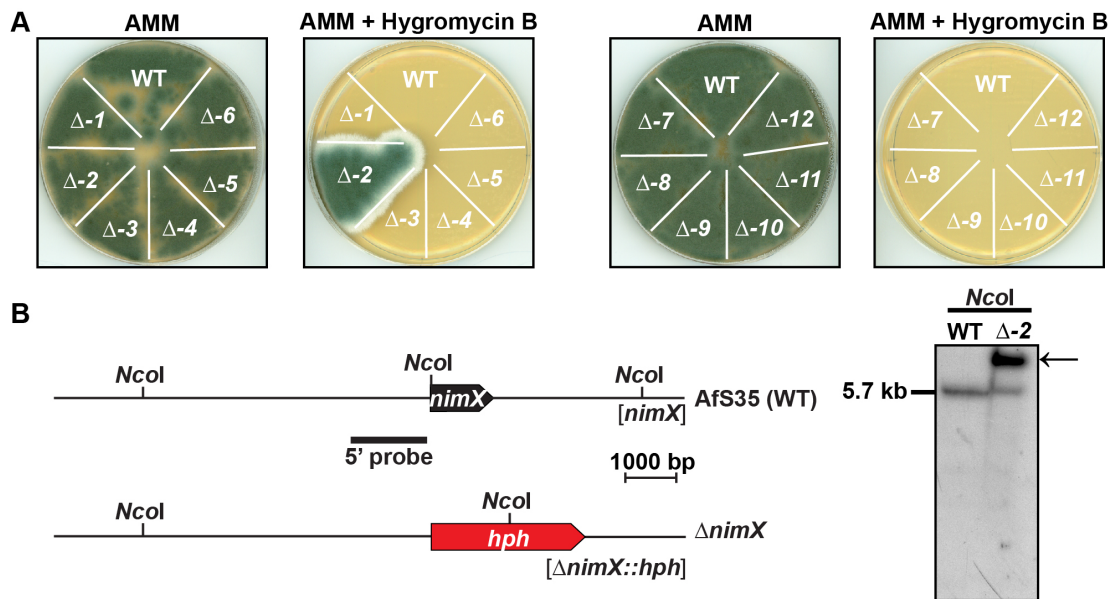 A
AMM
AMM + Hygromycin B
AMM
AMM + Hygromycin B
WT
Δ-1
Δ-6
Δ-2
Δ-5
Δ-3
Δ-4
WT
Δ-1
Δ-6
Δ-2
Δ-5
Δ-3
Δ-4
WT
Δ-7
Δ-12
Δ-8
Δ-11
Δ-9
Δ-10
WT
Δ-7
Δ-12
Δ-8
Δ-11
Δ-9
Δ-10
B
NcoI
NcoI
NcoI
nimX
AfS35 (WT)
[nimX]
5' probe
1000 bp
NcoI
NcoI
hph
ΔnimX
[ΔnimX::hph]
NcoI
WT Δ-2
5.7 kb